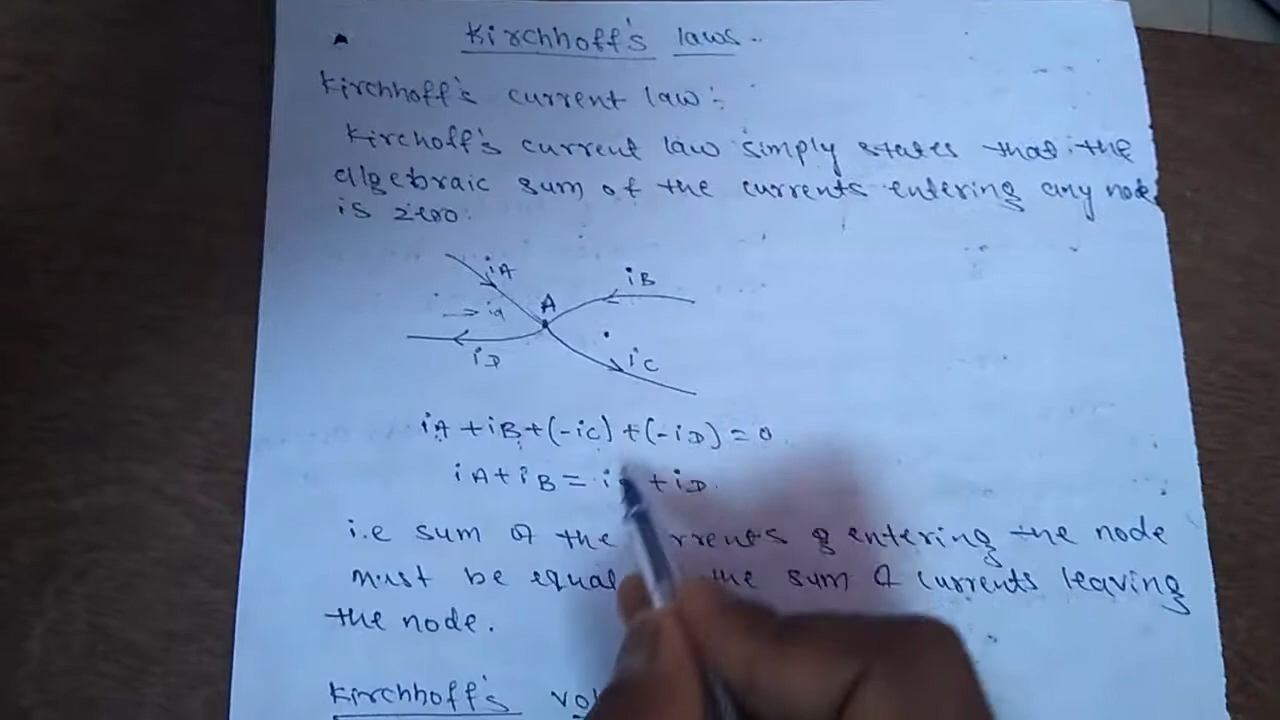 Kirchhoff's laws..
Kirchhoff's current law:
Kirchoff's current law simply states that the
algebraic sum of the currents entering any node
is zero.
iA
iB
A
iD
iC
iA + iB + (-ic) + (-iD) = 0
iA + iB = i + iD.
i.e sum of the entering the node
must be equal the sum of currents leaving
the node.
Kirchhoff's